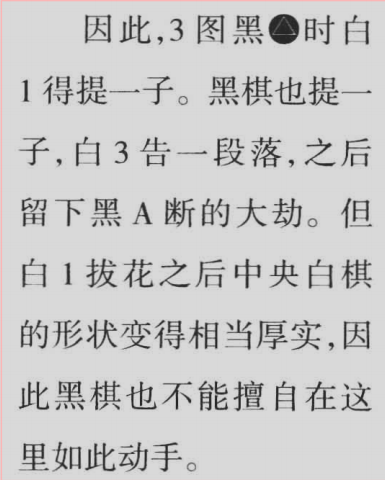 因此,3图黑▲时白
1得提一子。黑棋也提一
子,白3告一段落,之后
留下黑A断的大劫。但
白1拔花之后中央白棋
的形状变得相当厚实,因
此黑棋也不能擅自在这
里如此动手。